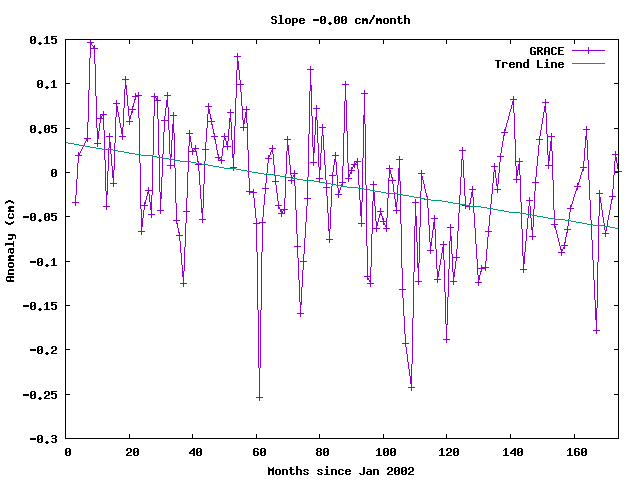 Slope -0.00 cm/month
GRACE
Trend Line
0.15
0.1
0.05
0
-0.05
-0.1
-0.15
-0.2
-0.25
-0.3
Anomaly (cm)
0 20 40 60 80 100 120 140 160
Months since Jan 2002